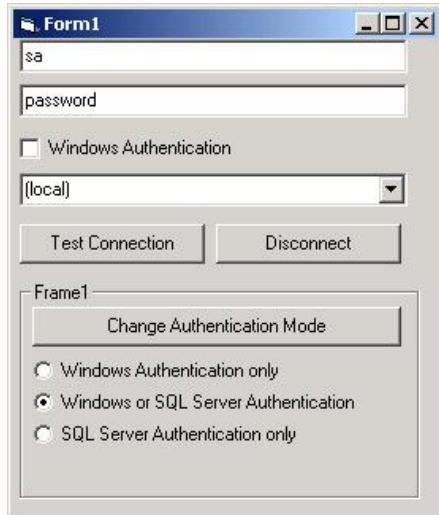 Form1
sa
password
Windows Authentication
(local)
Test Connection Disconnect
Frame1
Change Authentication Mode
Windows Authentication only
Windows or SQL Server Authentication
SQL Server Authentication only